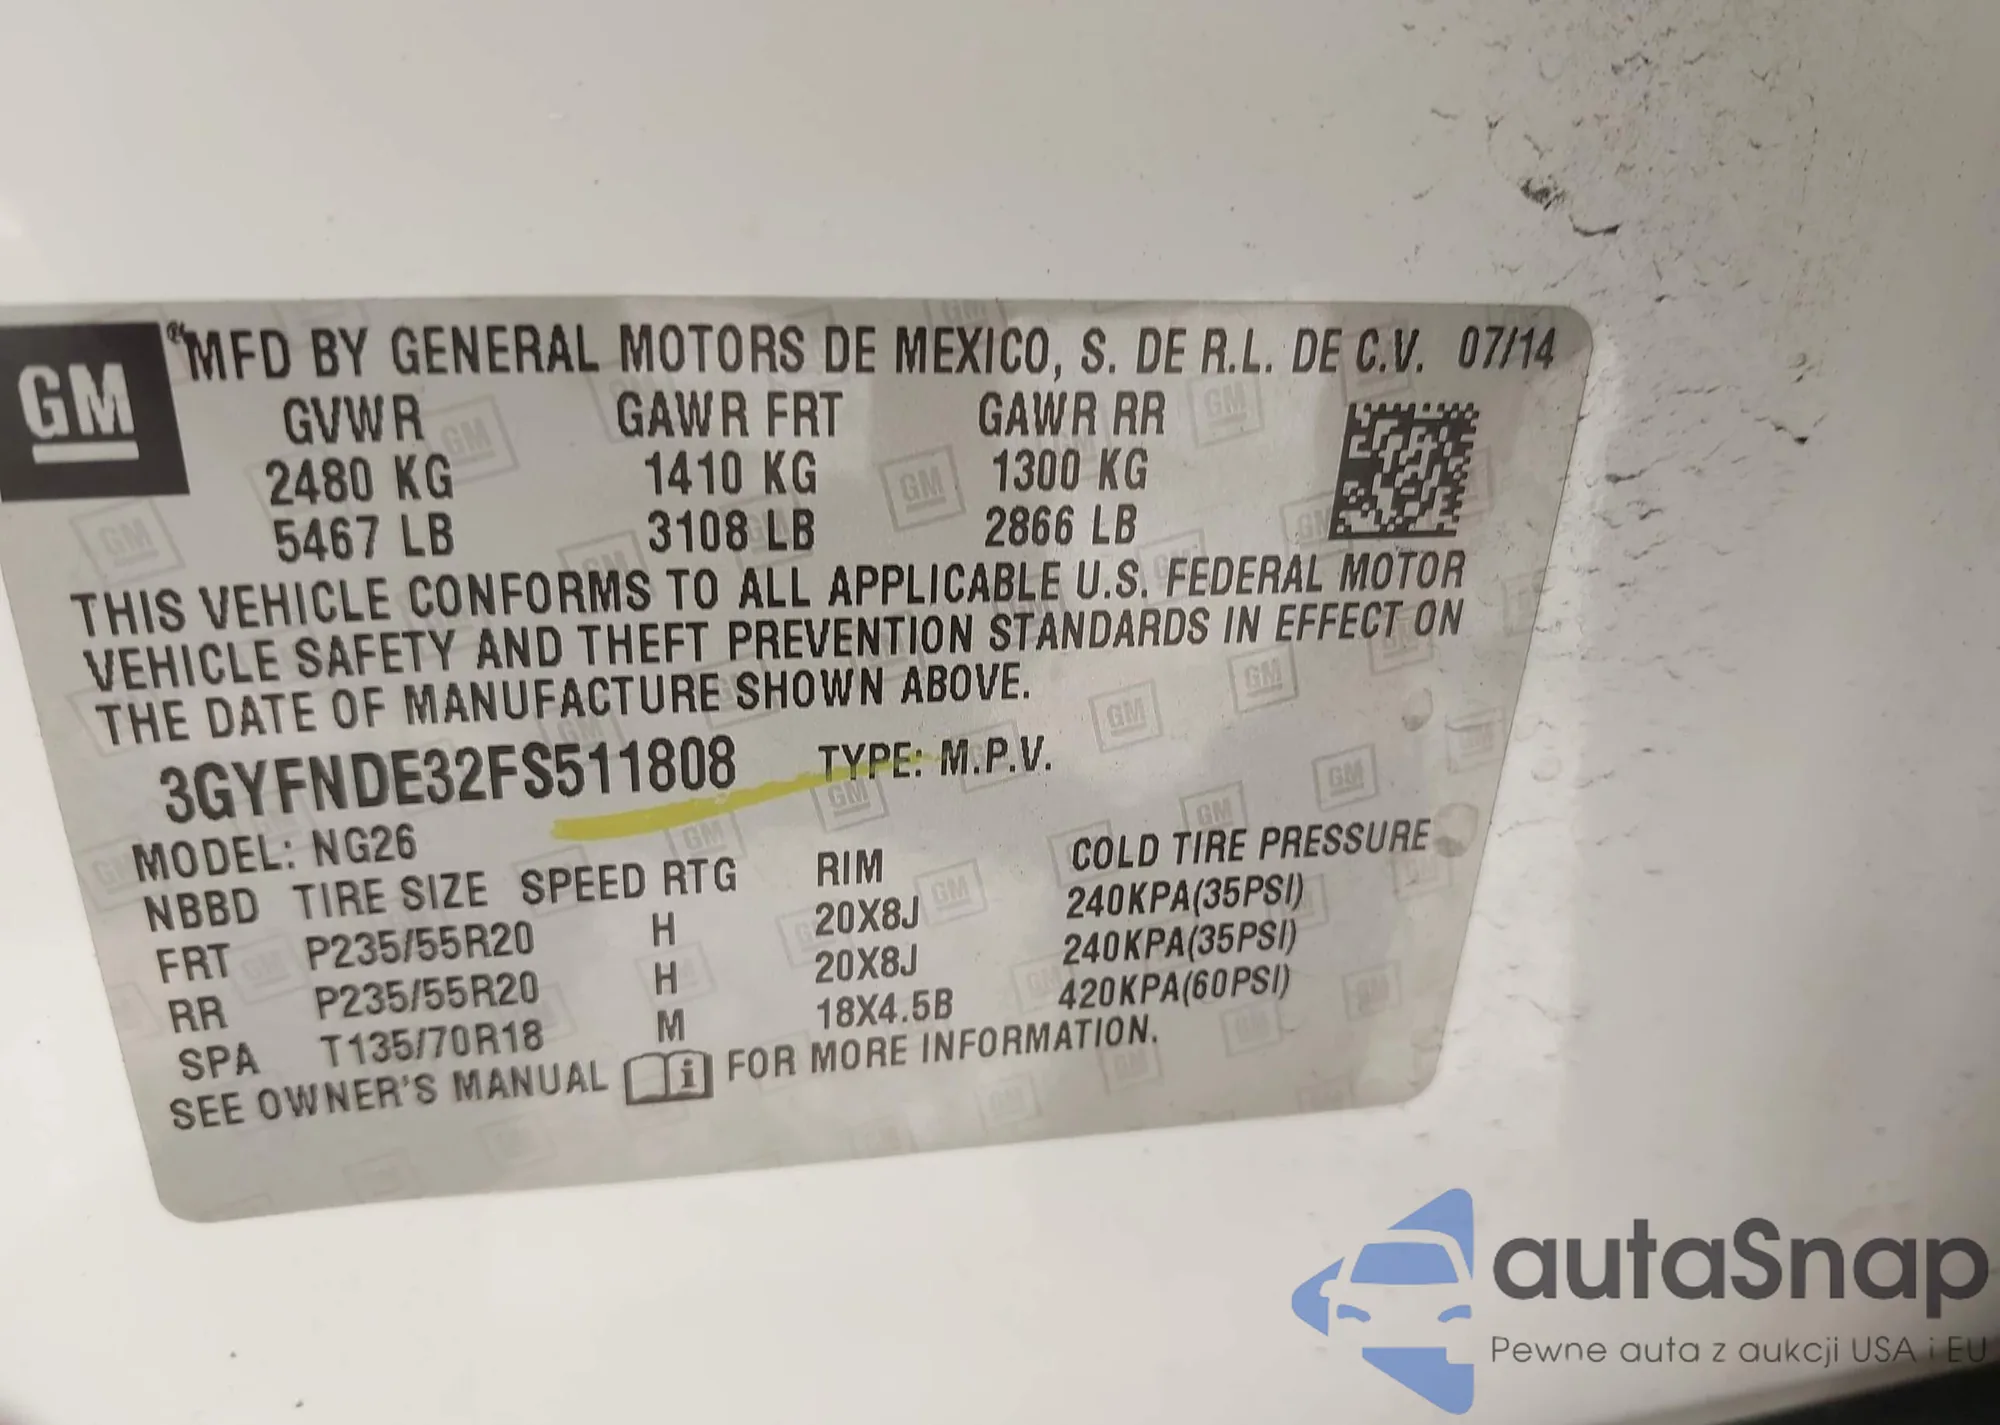 GM
MFD BY GENERAL MOTORS DE MEXICO, S. DE R.L. DE C.V. 07/14
GVWR GAWR FRT GAWR RR
2480 KG 1410 KG 1300 KG
5467 LB 3108 LB 2866 LB
THIS VEHICLE CONFORMS TO ALL APPLICABLE U.S. FEDERAL MOTOR
VEHICLE SAFETY AND THEFT PREVENTION STANDARDS IN EFFECT ON
THE DATE OF MANUFACTURE SHOWN ABOVE.
3GYFNDE32FS511808 TYPE: M.P.V.
MODEL: NG26
NBBD TIRE SIZE SPEED RTG RIM COLD TIRE PRESSURE
FRT P235/55R20 H 20X8J 240KPA(35PSI)
RR P235/55R20 H 20X8J 240KPA(35PSI)
SPA T135/70R18 M 18X4.5B 420KPA(60PSI)
SEE OWNER'S MANUAL i FOR MORE INFORMATION.
autaSnap
Pewne auta z aukcji USA i EU